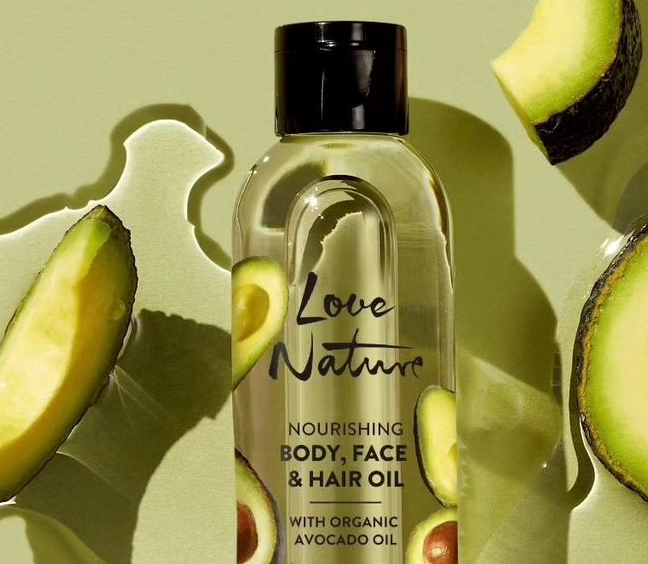 Love
Nature
NOURISHING
BODY, FACE
& HAIR OIL
WITH ORGANIC
AVOCADO OIL